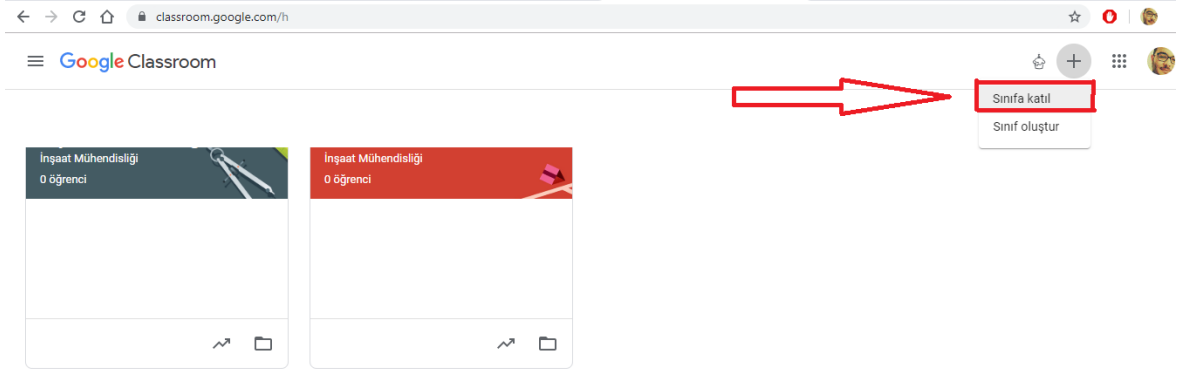 classroom.google.com/h
Google Classroom
Sınıfa katıl
Sınıf oluştur
İnşaat Mühendisliği
0 öğrenci
İnşaat Mühendisliği
0 öğrenci